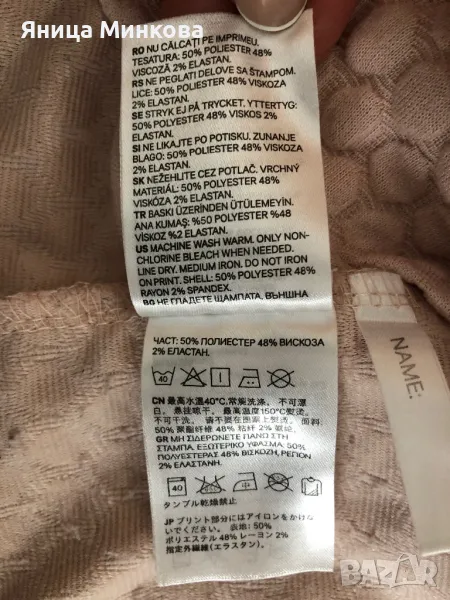 Яница Минкова
RO NU CĂLCAȚI PE IMPRIMEU.
TESATURA: 50% POLIESTER 48%
VISCOZĂ 2% ELASTAN.
RS NE PEGLATI DELOVE SA ŠTAMPOM.
LICE: 50% POLIESTER 48% VISKOZA
2% ELASTAN.
SE STRYK EJ PÅ TRYCKET. YTTERTYG:
50% POLYESTER 48% VISKOS 2%
ELASTAN.
SI NE LIKAJTE PO POTISKU. ZUNANJE
BLAGO: 50% POLIESTER 48% VISKOZA
2% ELASTAN.
SK NEŽEHLITE CEZ POTLAČ. VRCHNÝ
MATERIÁL: 50% POLYESTER 48%
VISKÓZA 2% ELASTAN.
TR BASKI ÜZERİNDEN ÜTÜLEMEYİN.
ANA KUMAŞ: %50 POLYESTER %48
VİSKOZ %2 ELASTAN.
US MACHINE WASH WARM. ONLY NON-
CHLORINE BLEACH WHEN NEEDED.
LINE DRY. MEDIUM IRON. DO NOT IRON
ON PRINT. SHELL: 50% POLYESTER 48%
RAYON 2% SPANDEX.
BG НЕ ГЛАДЕТЕ ЩАМПАТА. ВЪНШНА
ЧАСТ: 50% ПОЛИЕСТЕР 48% ВИСКОЗА
2% ЕЛАСТАН.
40
CN 最高水温40°C,常规洗涤。不可漂
白。悬挂晾干。最高温度150°C熨烫。
不可干洗。请不要在图案上熨烫。面料:
50% 聚酯纤维 48% 粘纤 2% 氨纶.
GR ΜΗ ΣΙΔΕΡΩΝΕΤΕ ΠΑΝΩ ΣΤΗ
ΣΤΑΜΠΑ. ΕΞΩΤΕΡΙΚΟ ΥΦΑΣΜΑ: 50%
ΠΟΛΥΕΣΤΕΡΑΣ 48% ΒΙΣΚΟΖΗ, ΡΕΓΙΟΝ
2% ΕΛΑΣΤΑΝΗ.
40
タンブル乾燥禁止
JP プリント部分にはアイロンをかけな
いで下さい 表地: 50%
ポリエステル 48% レーヨン 2%
指定外繊維(エラスタン).
NAME:
BAZAR